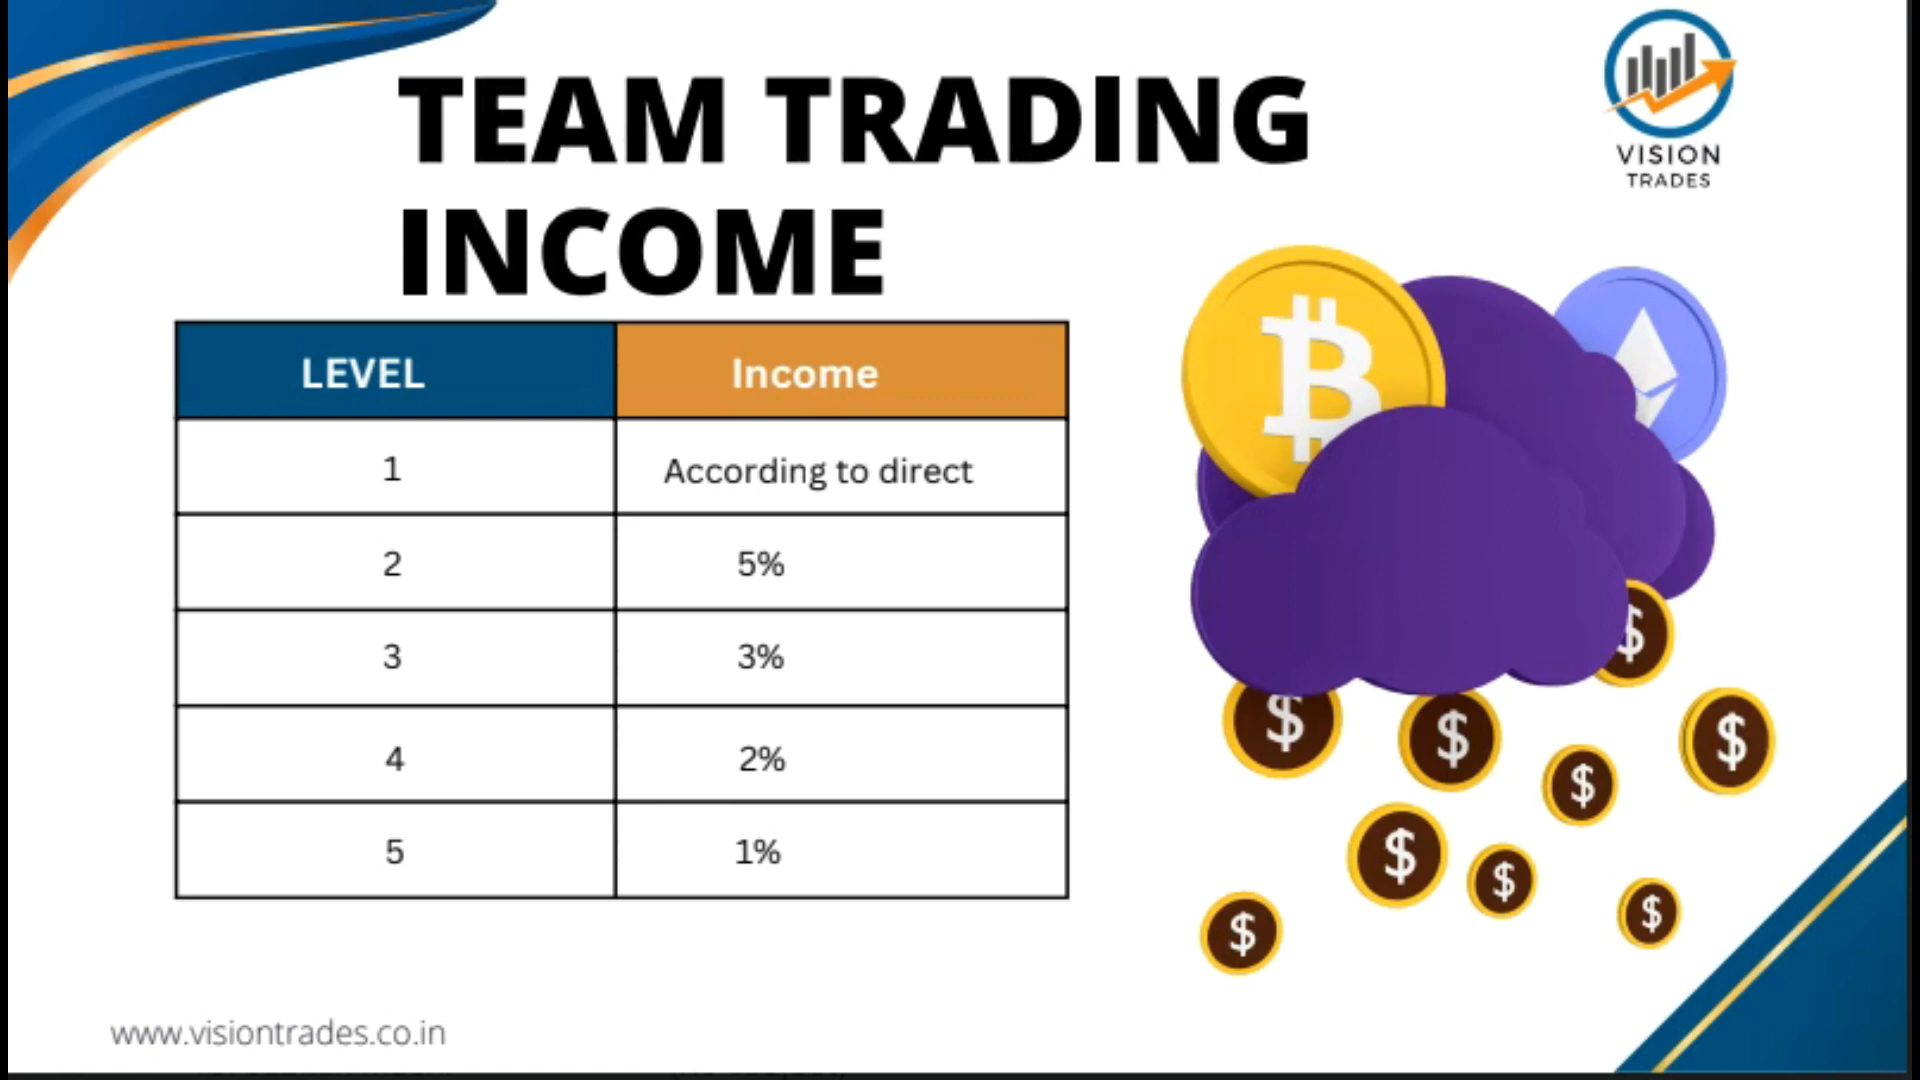 TEAM TRADING
INCOME
VISION
TRADES
LEVEL Income
1 According to direct
2 5%
3 3%
4 2%
5 1%
$
$
$
$
$
$
$
$
$
www.visiontrades.co.in